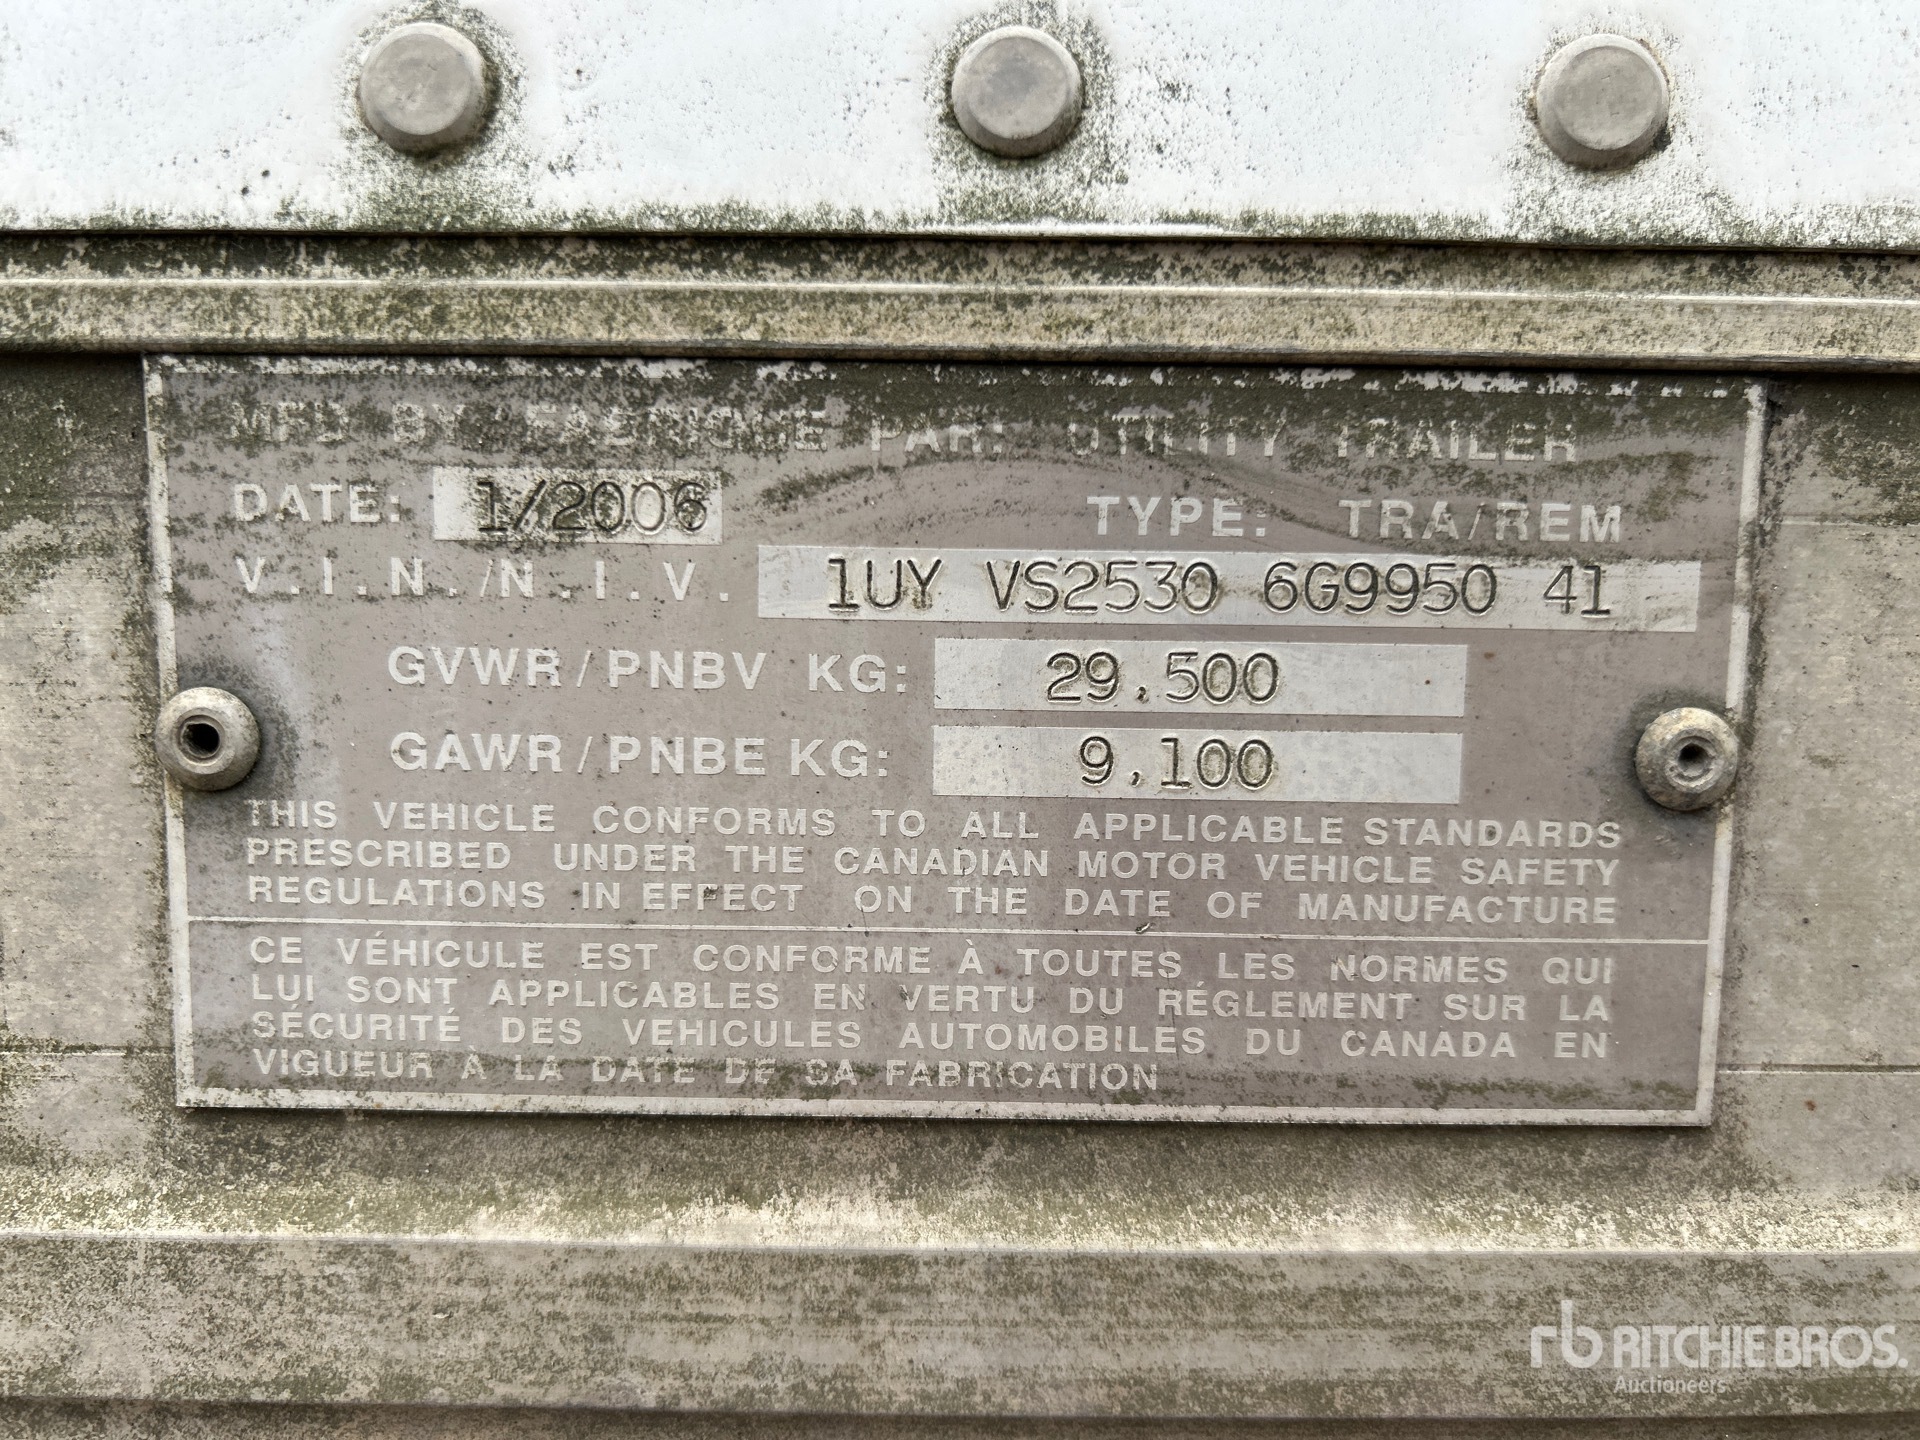 MFD BY / FABRIQUE PAR: UTILITY TRAILER
DATE: 1/2006 TYPE: TRA/REM
V.I.N./N.I.V. 1UY VS2530 6G9950 41
GVWR/PNBV KG: 29,500
GAWR/PNBE KG: 9,100
THIS VEHICLE CONFORMS TO ALL APPLICABLE STANDARDS
PRESCRIBED UNDER THE CANADIAN MOTOR VEHICLE SAFETY
REGULATIONS IN EFFECT ON THE DATE OF MANUFACTURE
CE VÉHICULE EST CONFORME À TOUTES LES NORMES QUI
LUI SONT APPLICABLES EN VERTU DU RÉGLEMENT SUR LA
SÉCURITÉ DES VEHICULES AUTOMOBILES DU CANADA EN
VIGUEUR À LA DATE DE SA FABRICATION
rb RITCHIE BROS.
Auctioneers